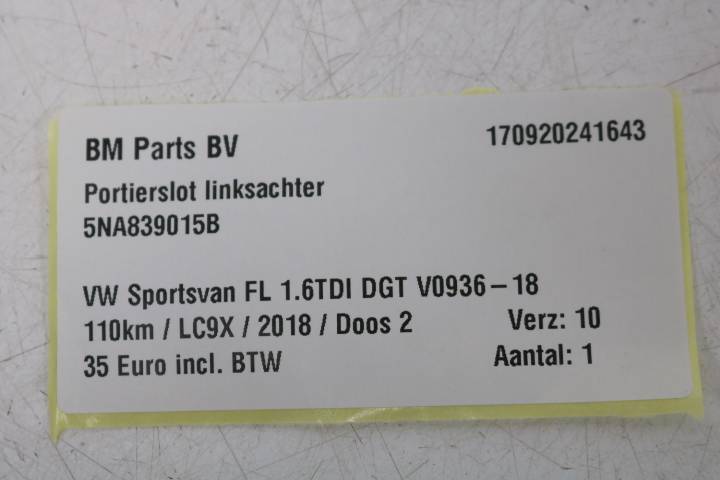 BM Parts BV 170920241643
Portierslot linksachter
5NA839015B
VW Sportsvan FL 1.6TDI DGT V0936-18
110km / LC9X / 2018 / Doos 2 Verz: 10
35 Euro incl. BTW Aantal: 1